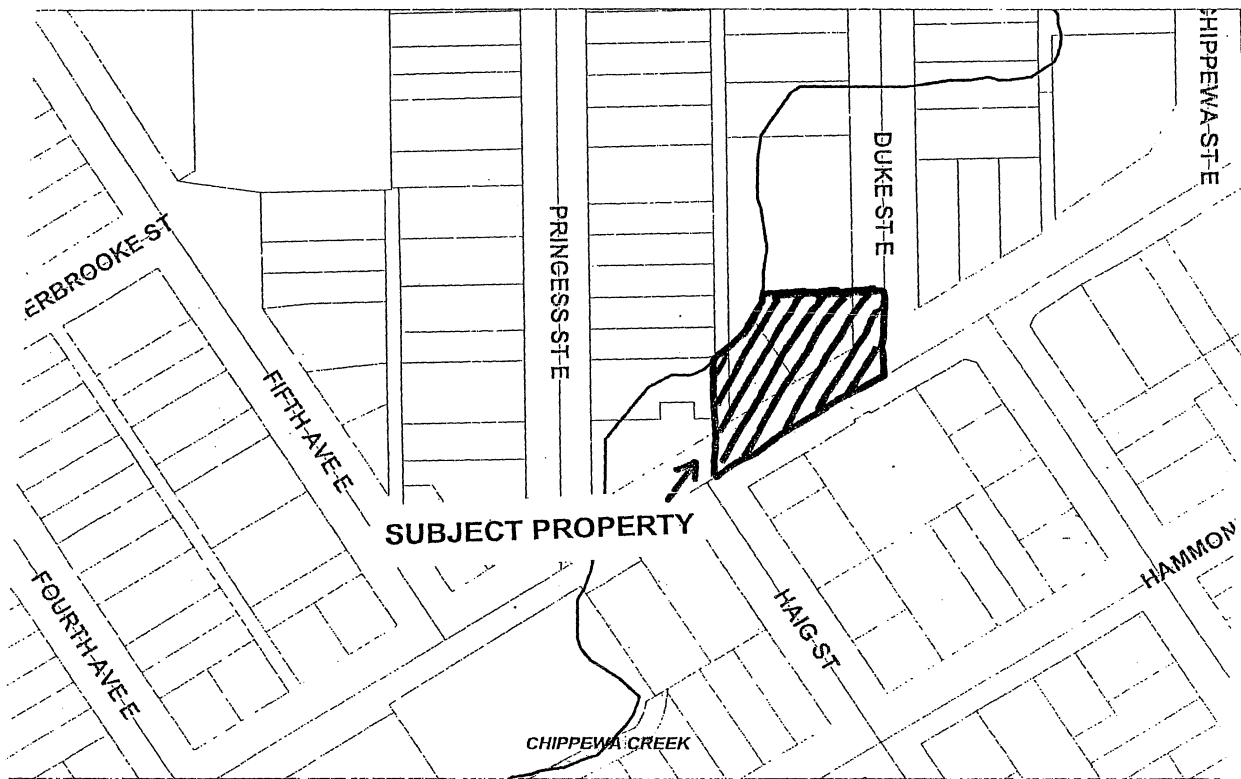 CHIPPEWA-ST-E
DUKE-ST-E
PRINCESS-ST-E
ERBROOKE ST
FIFTH-AVE-E
SUBJECT PROPERTY
FOURTH-AVE-E
HAIG-ST
HAMMON
CHIPPEWA CREEK